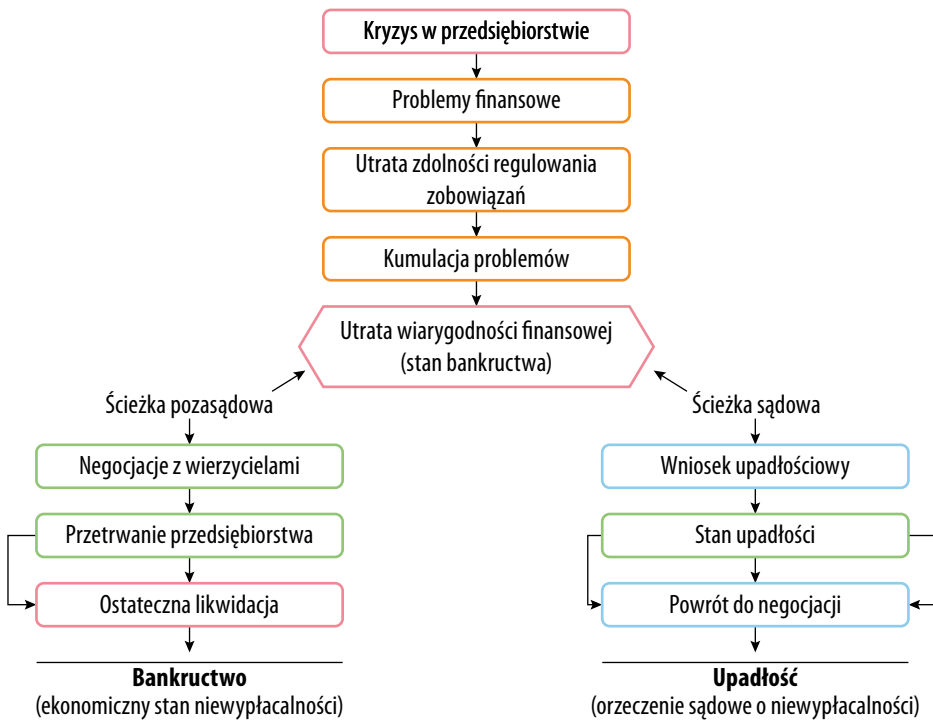 Kryzys w przedsiębiorstwie
Problemy finansowe
Utrata zdolności regulowania
zobowiązań
Kumulacja problemów
Utrata wiarygodności finansowej
(stan bankructwa)
Ścieżka pozasądowa
Negocjacje z wierzycielami
Przetrwanie przedsiębiorstwa
Ostateczna likwidacja
Bankructwo
(ekonomiczny stan niewypłacalności)
Ścieżka sądowa
Wniosek upadłościowy
Stan upadłości
Powrót do negocjacji
Upadłość
(orzeczenie sądowe o niewypłacalności)